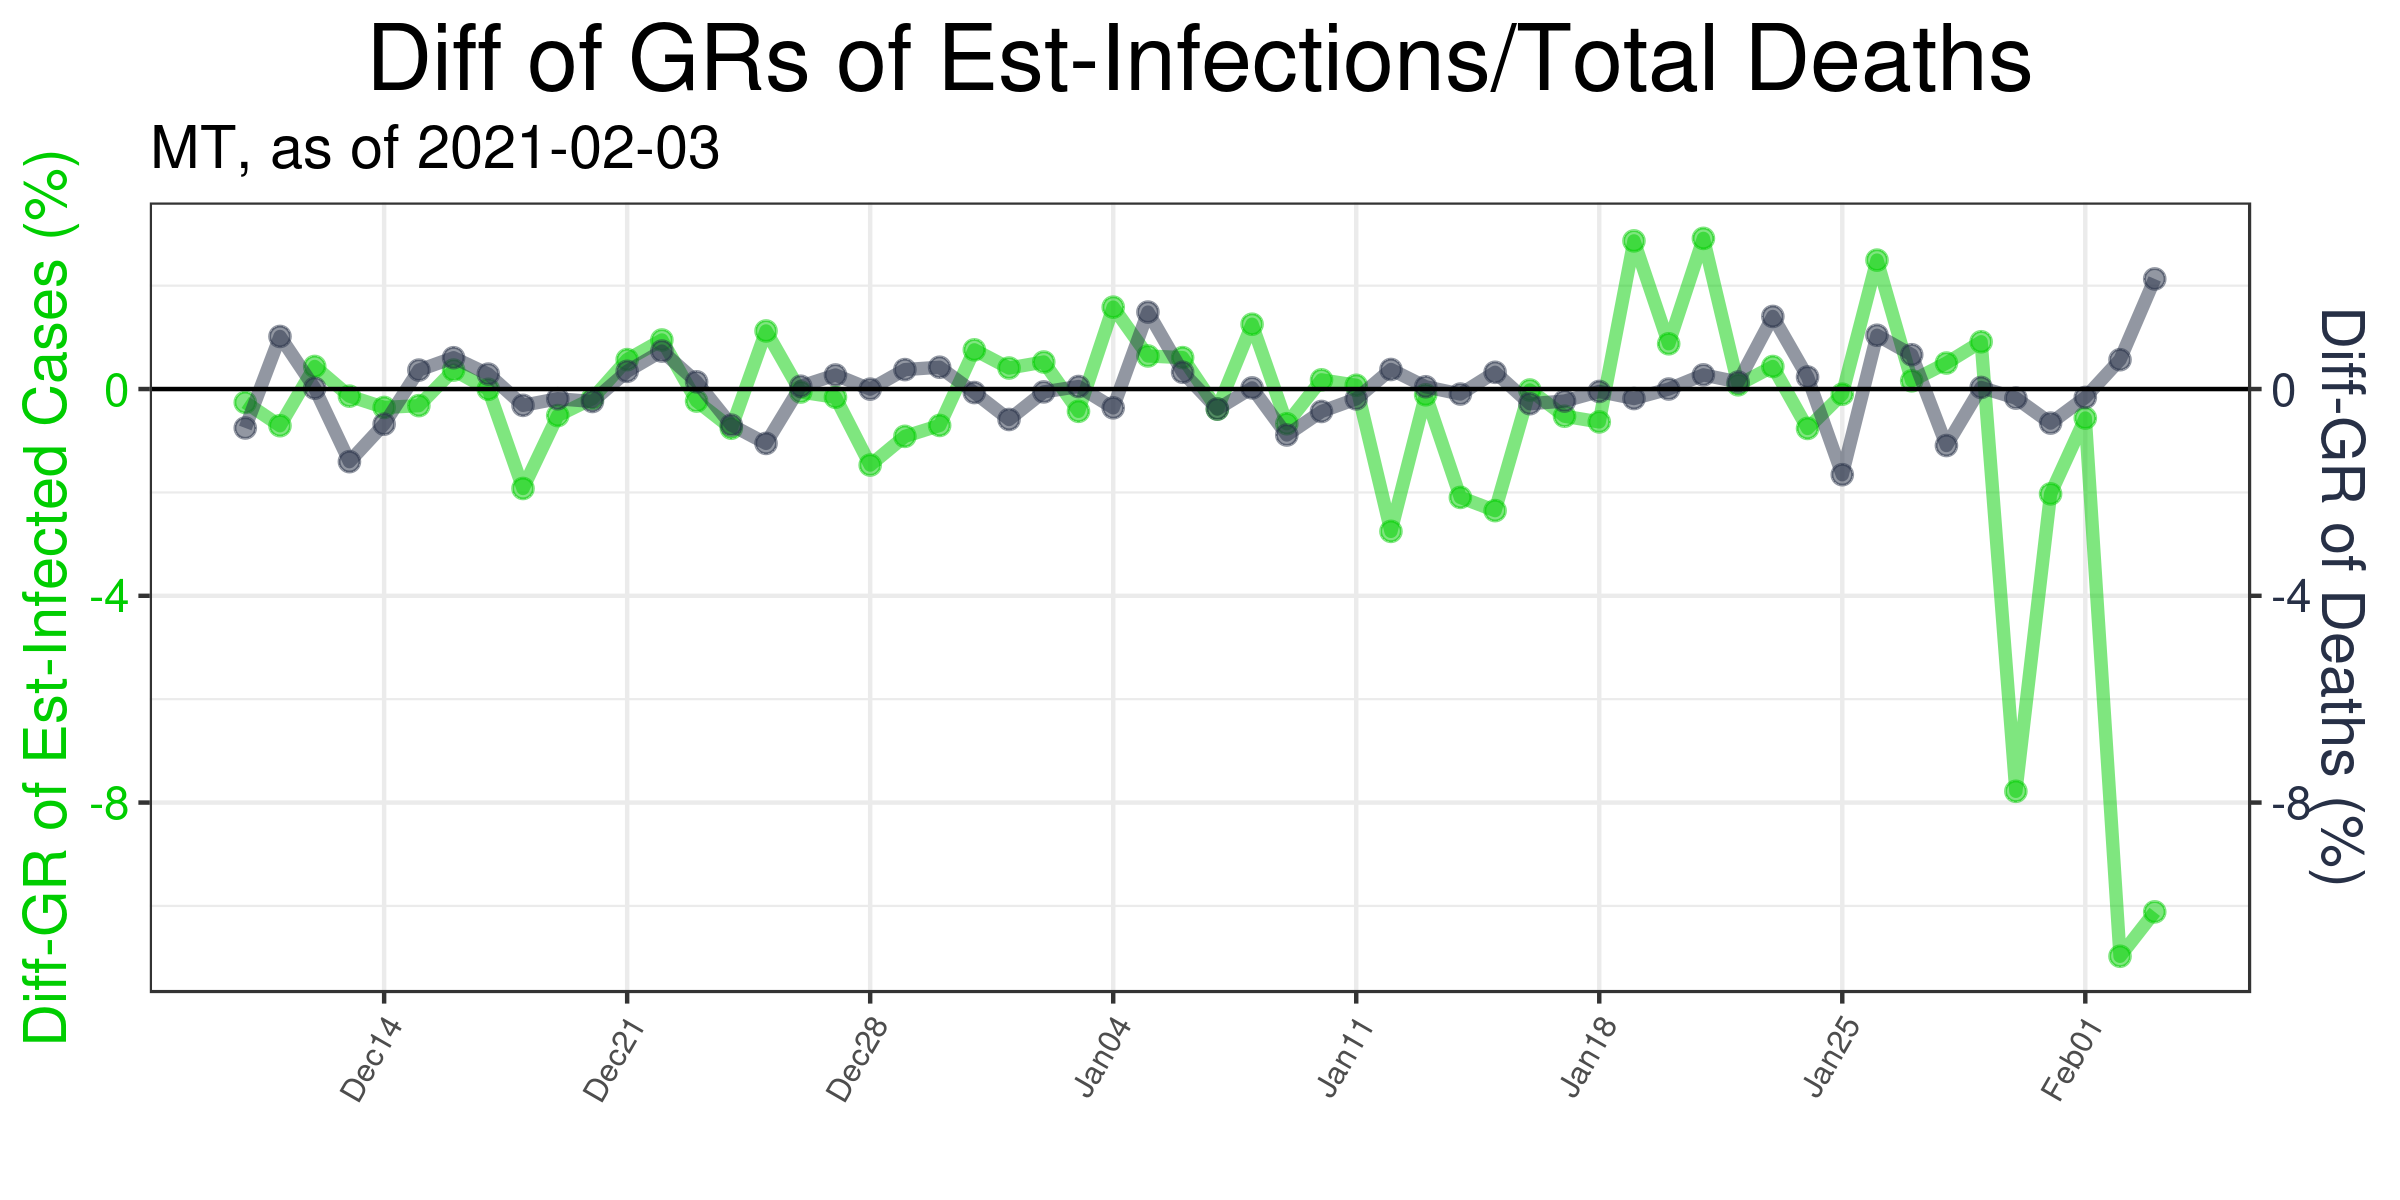 Diff of GRs of Est-Infections/Total Deaths
MT, as of 2021-02-03
Diff-GR of Est-Infected Cases (%)
0
-4
-8
0
-4
-8
Diff-GR of Deaths (%)
Dec14
Dec21
Dec28
Jan04
Jan11
Jan18
Jan25
Feb01